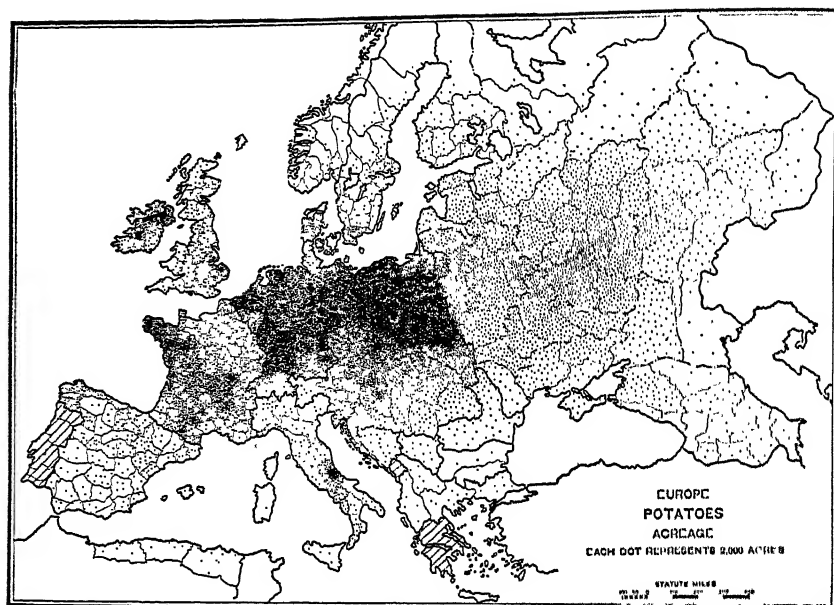 EUROPE
POTATOES
ACREAGE
EACH DOT REPRESENTS 2,000 ACRES
STATUTE MILES